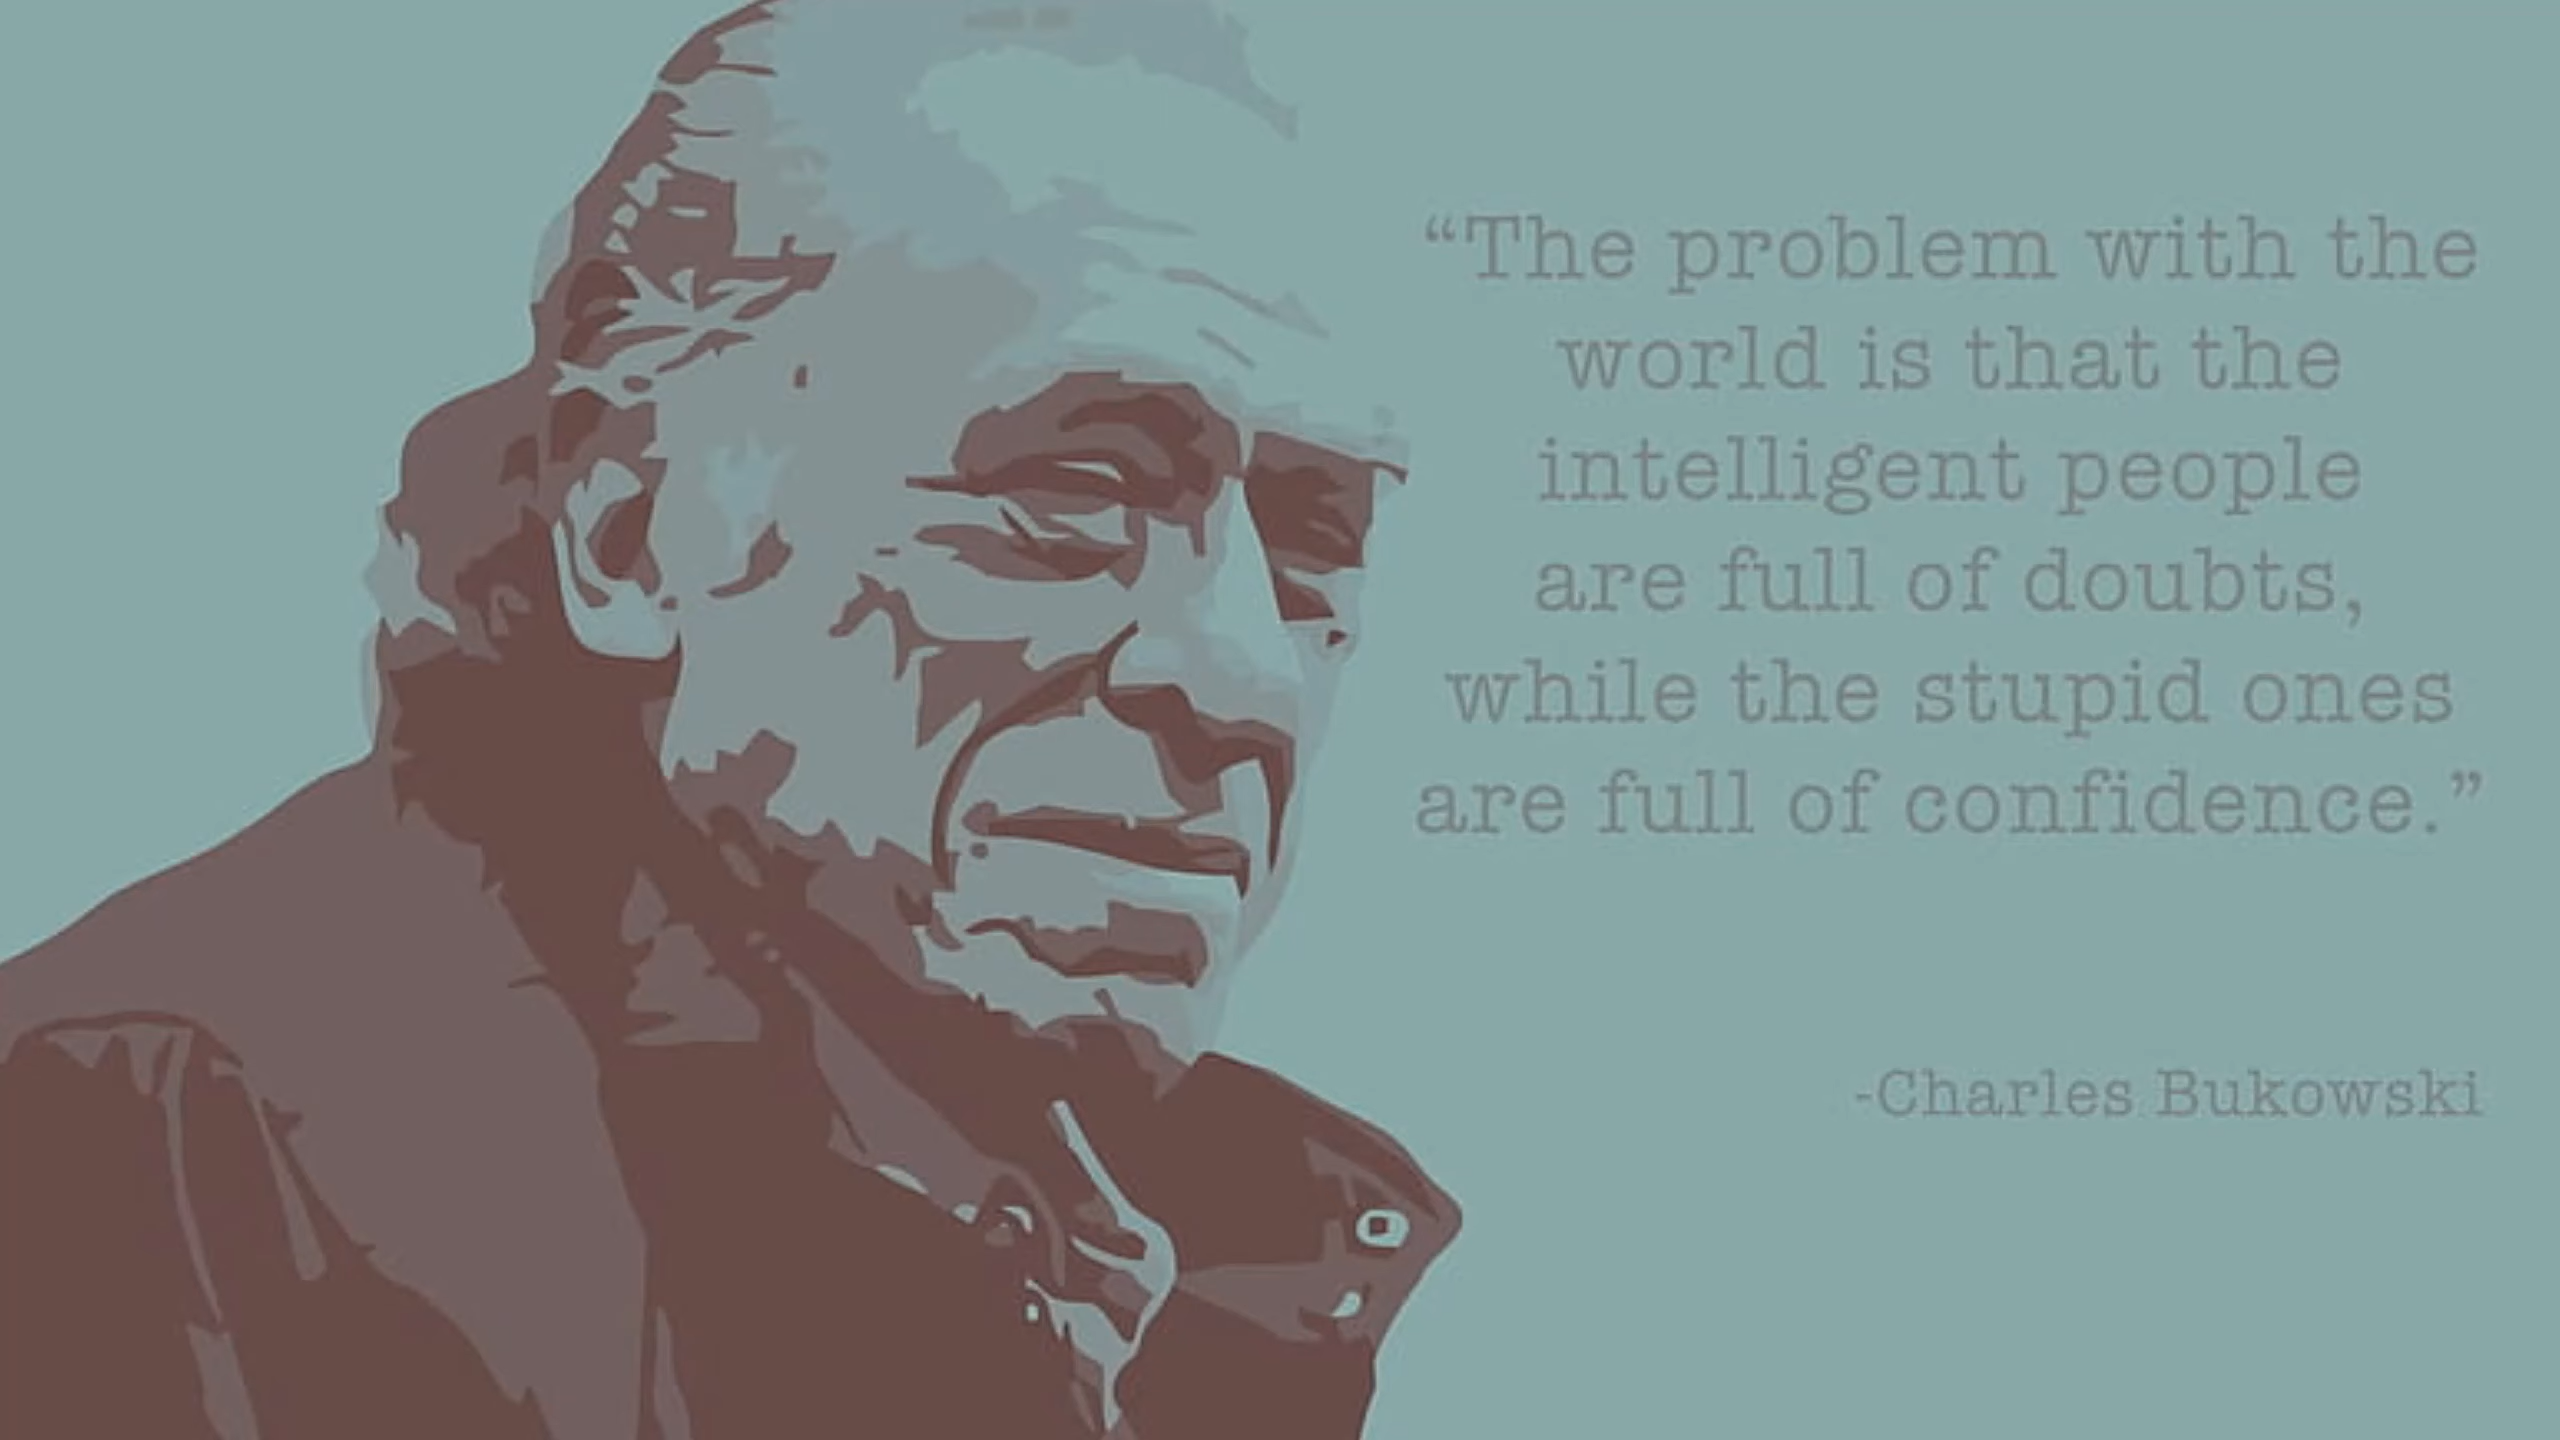 “The problem with the
world is that the
intelligent people
are full of doubts,
while the stupid ones
are full of confidence.”
-Charles Bukowski